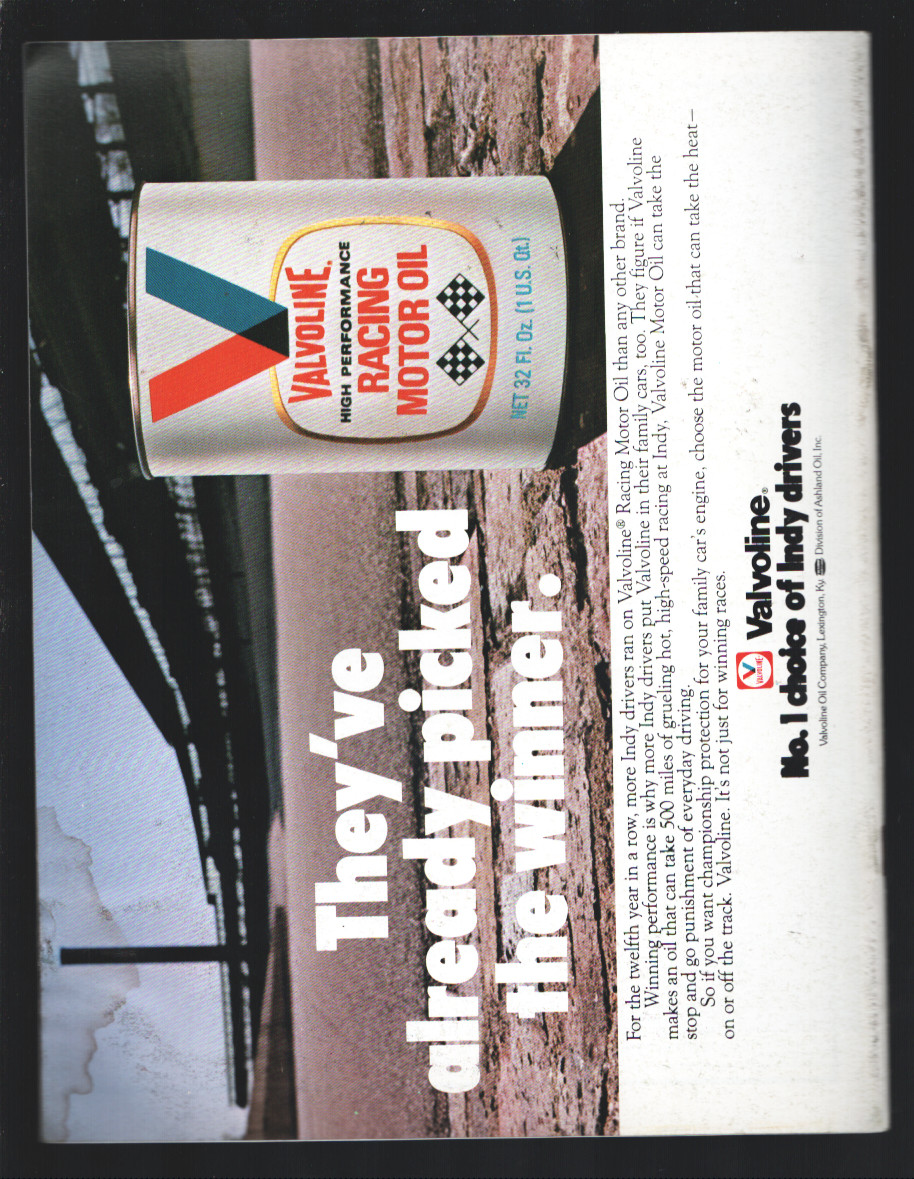 VALVOLINE®
HIGH PERFORMANCE
RACING
MOTOR OIL
NET 32 Fl. Oz. (1 U.S. Qt.)
They've
already picked
the winner.
For the twelfth year in a row, more Indy drivers ran on Valvoline® Racing Motor Oil than any other brand.
Winning performance is why more Indy drivers put Valvoline in their family cars, too. They figure if Valvoline
makes an oil that can take 500 miles of grueling hot, high-speed racing at Indy, Valvoline Motor Oil can take the
stop and go punishment of everyday driving.
So if you want championship protection for your family car's engine, choose the motor oil that can take the heat—
on or off the track. Valvoline. It's not just for winning races.
VALVOLINE
Valvoline®
No. 1 choice of Indy drivers
Valvoline Oil Company, Lexington, Ky. Division of Ashland Oil, Inc.